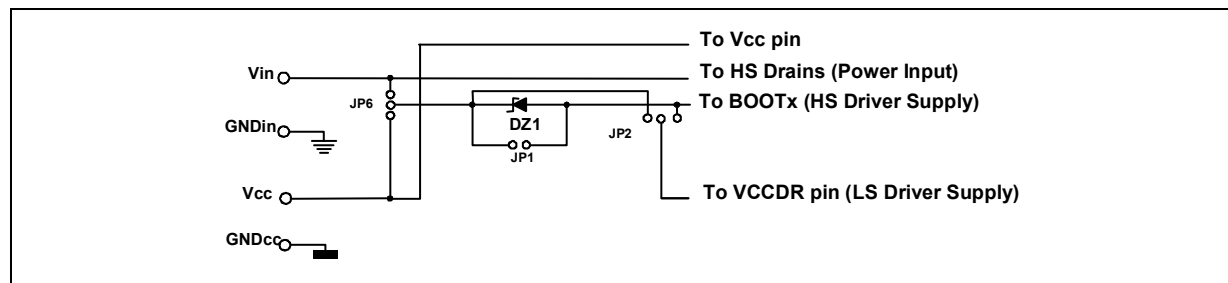 To Vcc pin
Vin
To HS Drains (Power Input)
JP6
To BOOTx (HS Driver Supply)
DZ1
GNDin
JP2
JP1
Vcc
To VCCDR pin (LS Driver Supply)
GNDcc